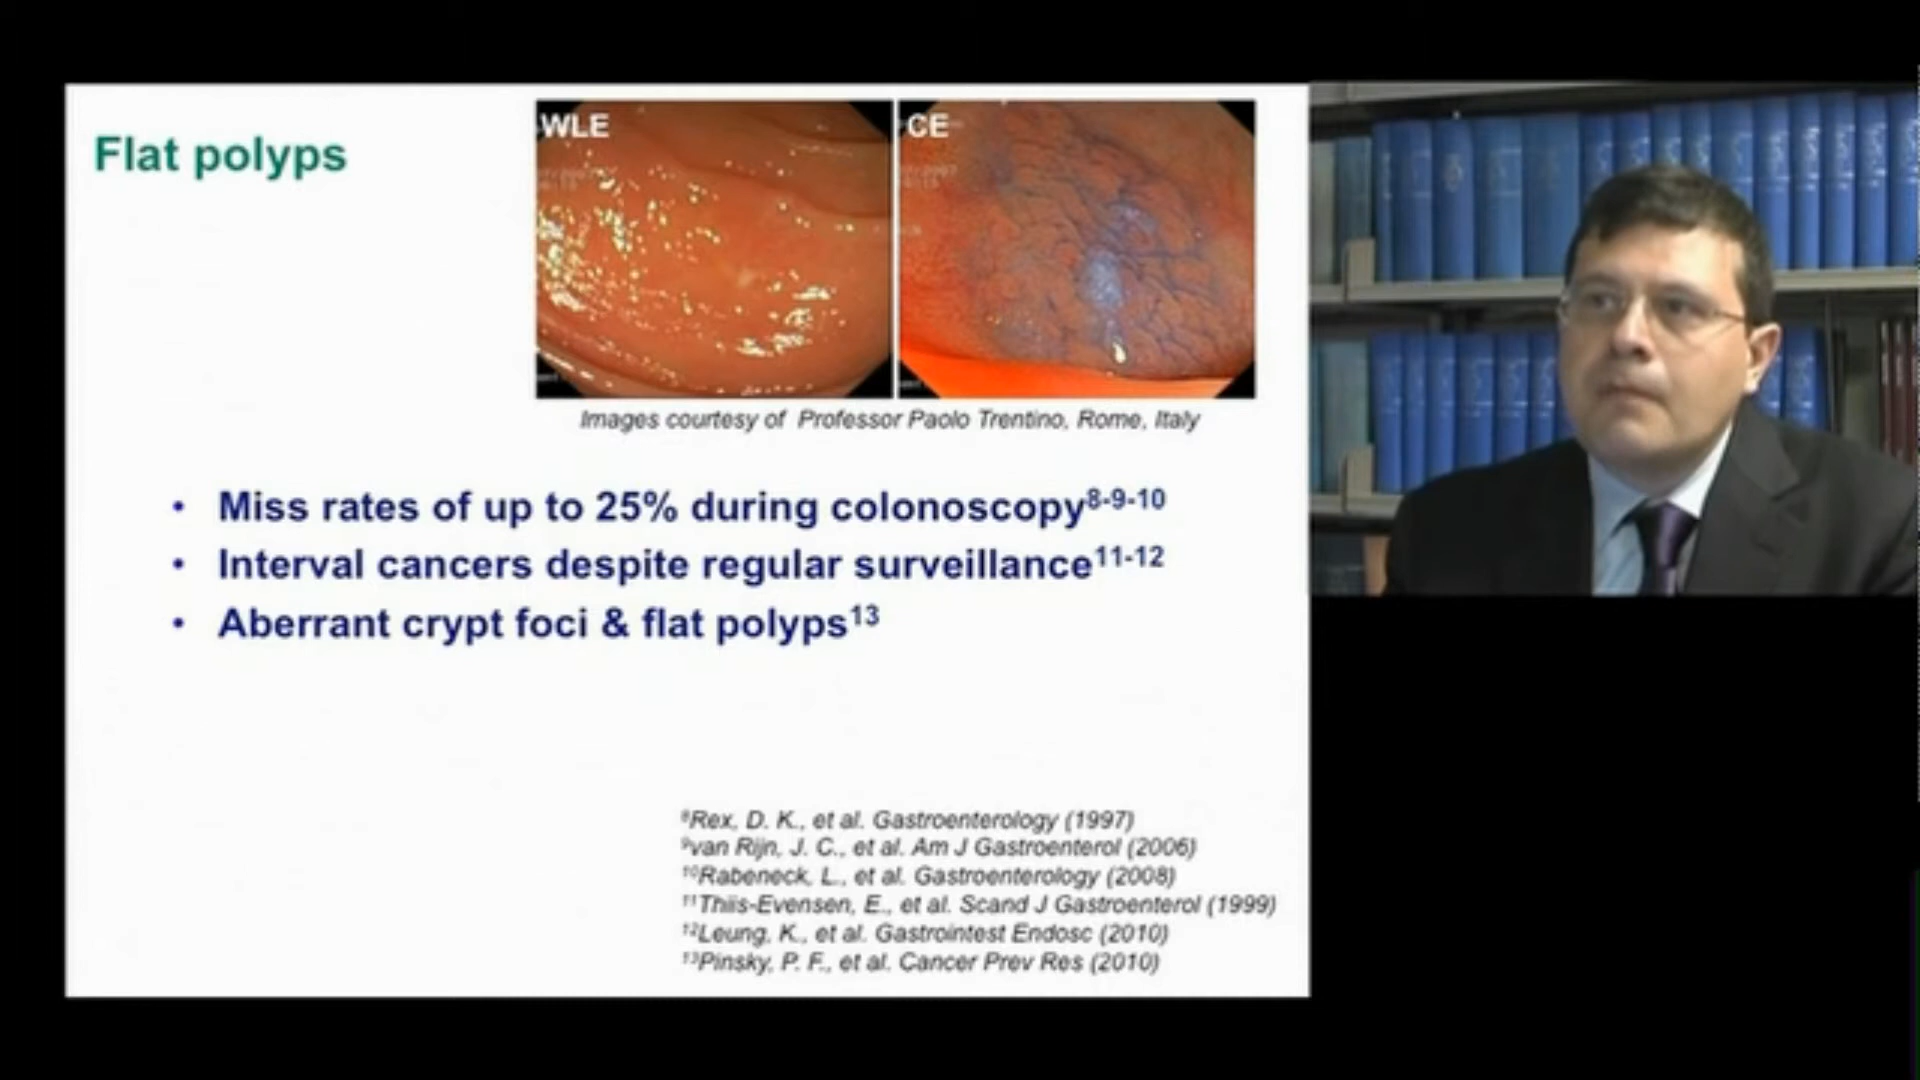 Flat polyps
WLE
CE
Images courtesy of Professor Paolo Trentino, Rome, Italy
• Miss rates of up to 25% during colonoscopy8-9-10
• Interval cancers despite regular surveillance11-12
• Aberrant crypt foci & flat polyps13
8Rex, D. K., et al. Gastroenterology (1997)
9van Rijn, J. C., et al. Am J Gastroenterol (2006)
10Rabeneck, L., et al. Gastroenterology (2008)
11Thiis-Evensen, E., et al. Scand J Gastroenterol (1999)
12Leung, K., et al. Gastrointest Endosc (2010)
13Pinsky, P. F., et al. Cancer Prev Res (2010)